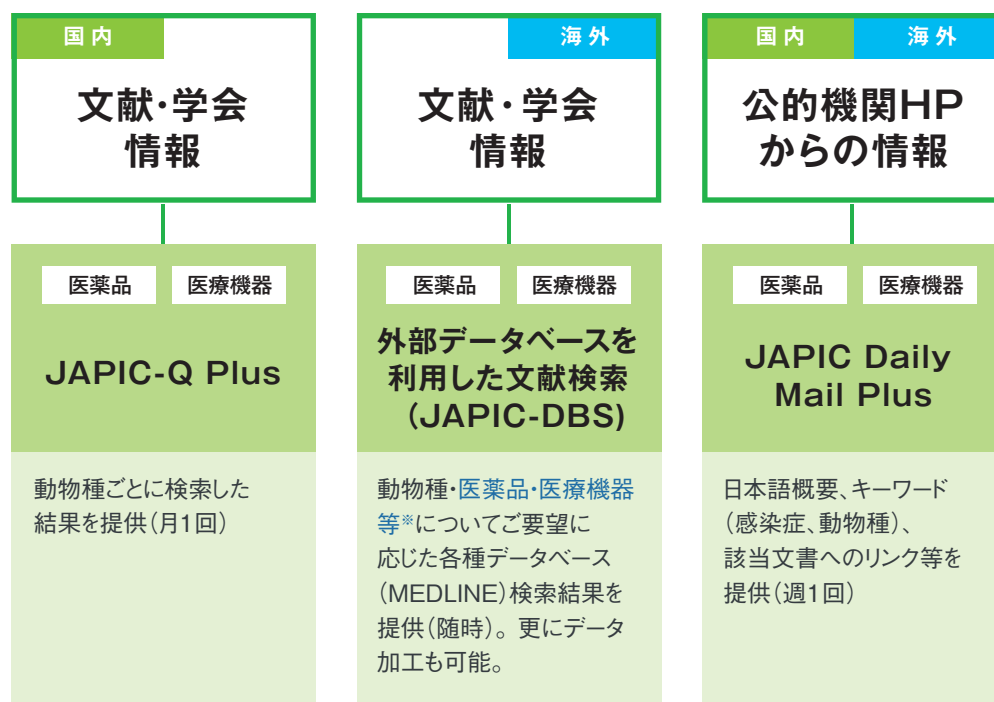 国内
文献・学会
情報
医薬品 医療機器
JAPIC-Q Plus
動物種ごとに検索した
結果を提供（月1回）
海外
文献・学会
情報
医薬品 医療機器
外部データベースを
利用した文献検索
（JAPIC-DBS)
動物種・医薬品・医療機器
等※についてご要望に
応じた各種データベース
（MEDLINE）検索結果を
提供（随時）。更にデータ
加工も可能。
国内 海外
公的機関HP
からの情報
医薬品 医療機器
JAPIC Daily
Mail Plus
日本語概要、キーワード
（感染症、動物種）、
該当文書へのリンク等を
提供（週1回）